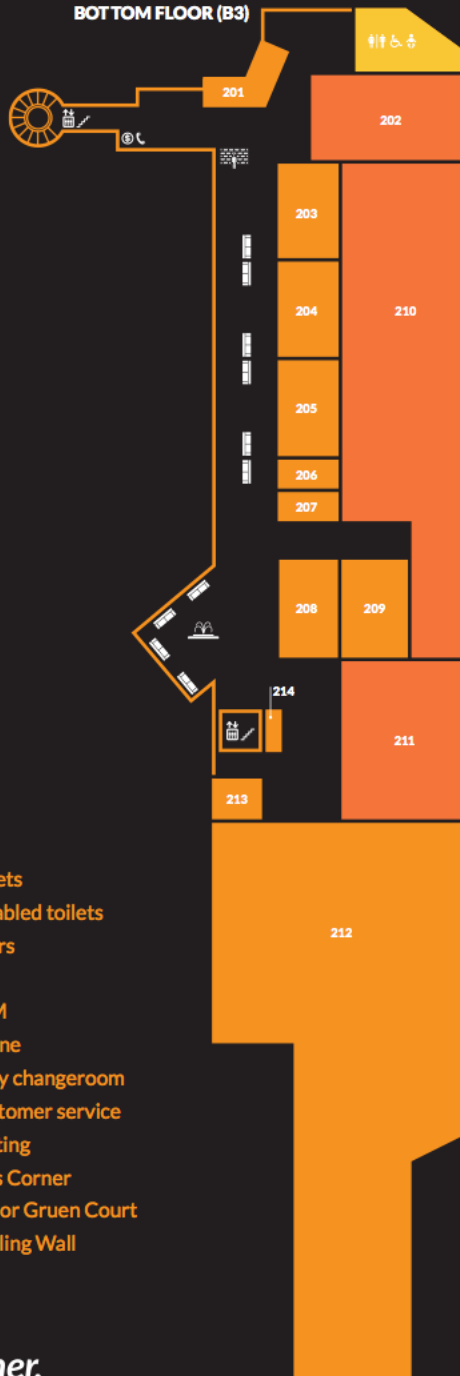 BOTTOM FLOOR (B3)
201
202
203
204
210
205
206
207
208
209
214
211
213
212
ets
abled toilets
rs
M
ne
y changeroom
tomer service
ting
s Corner
or Gruen Court
ling Wall
ner.